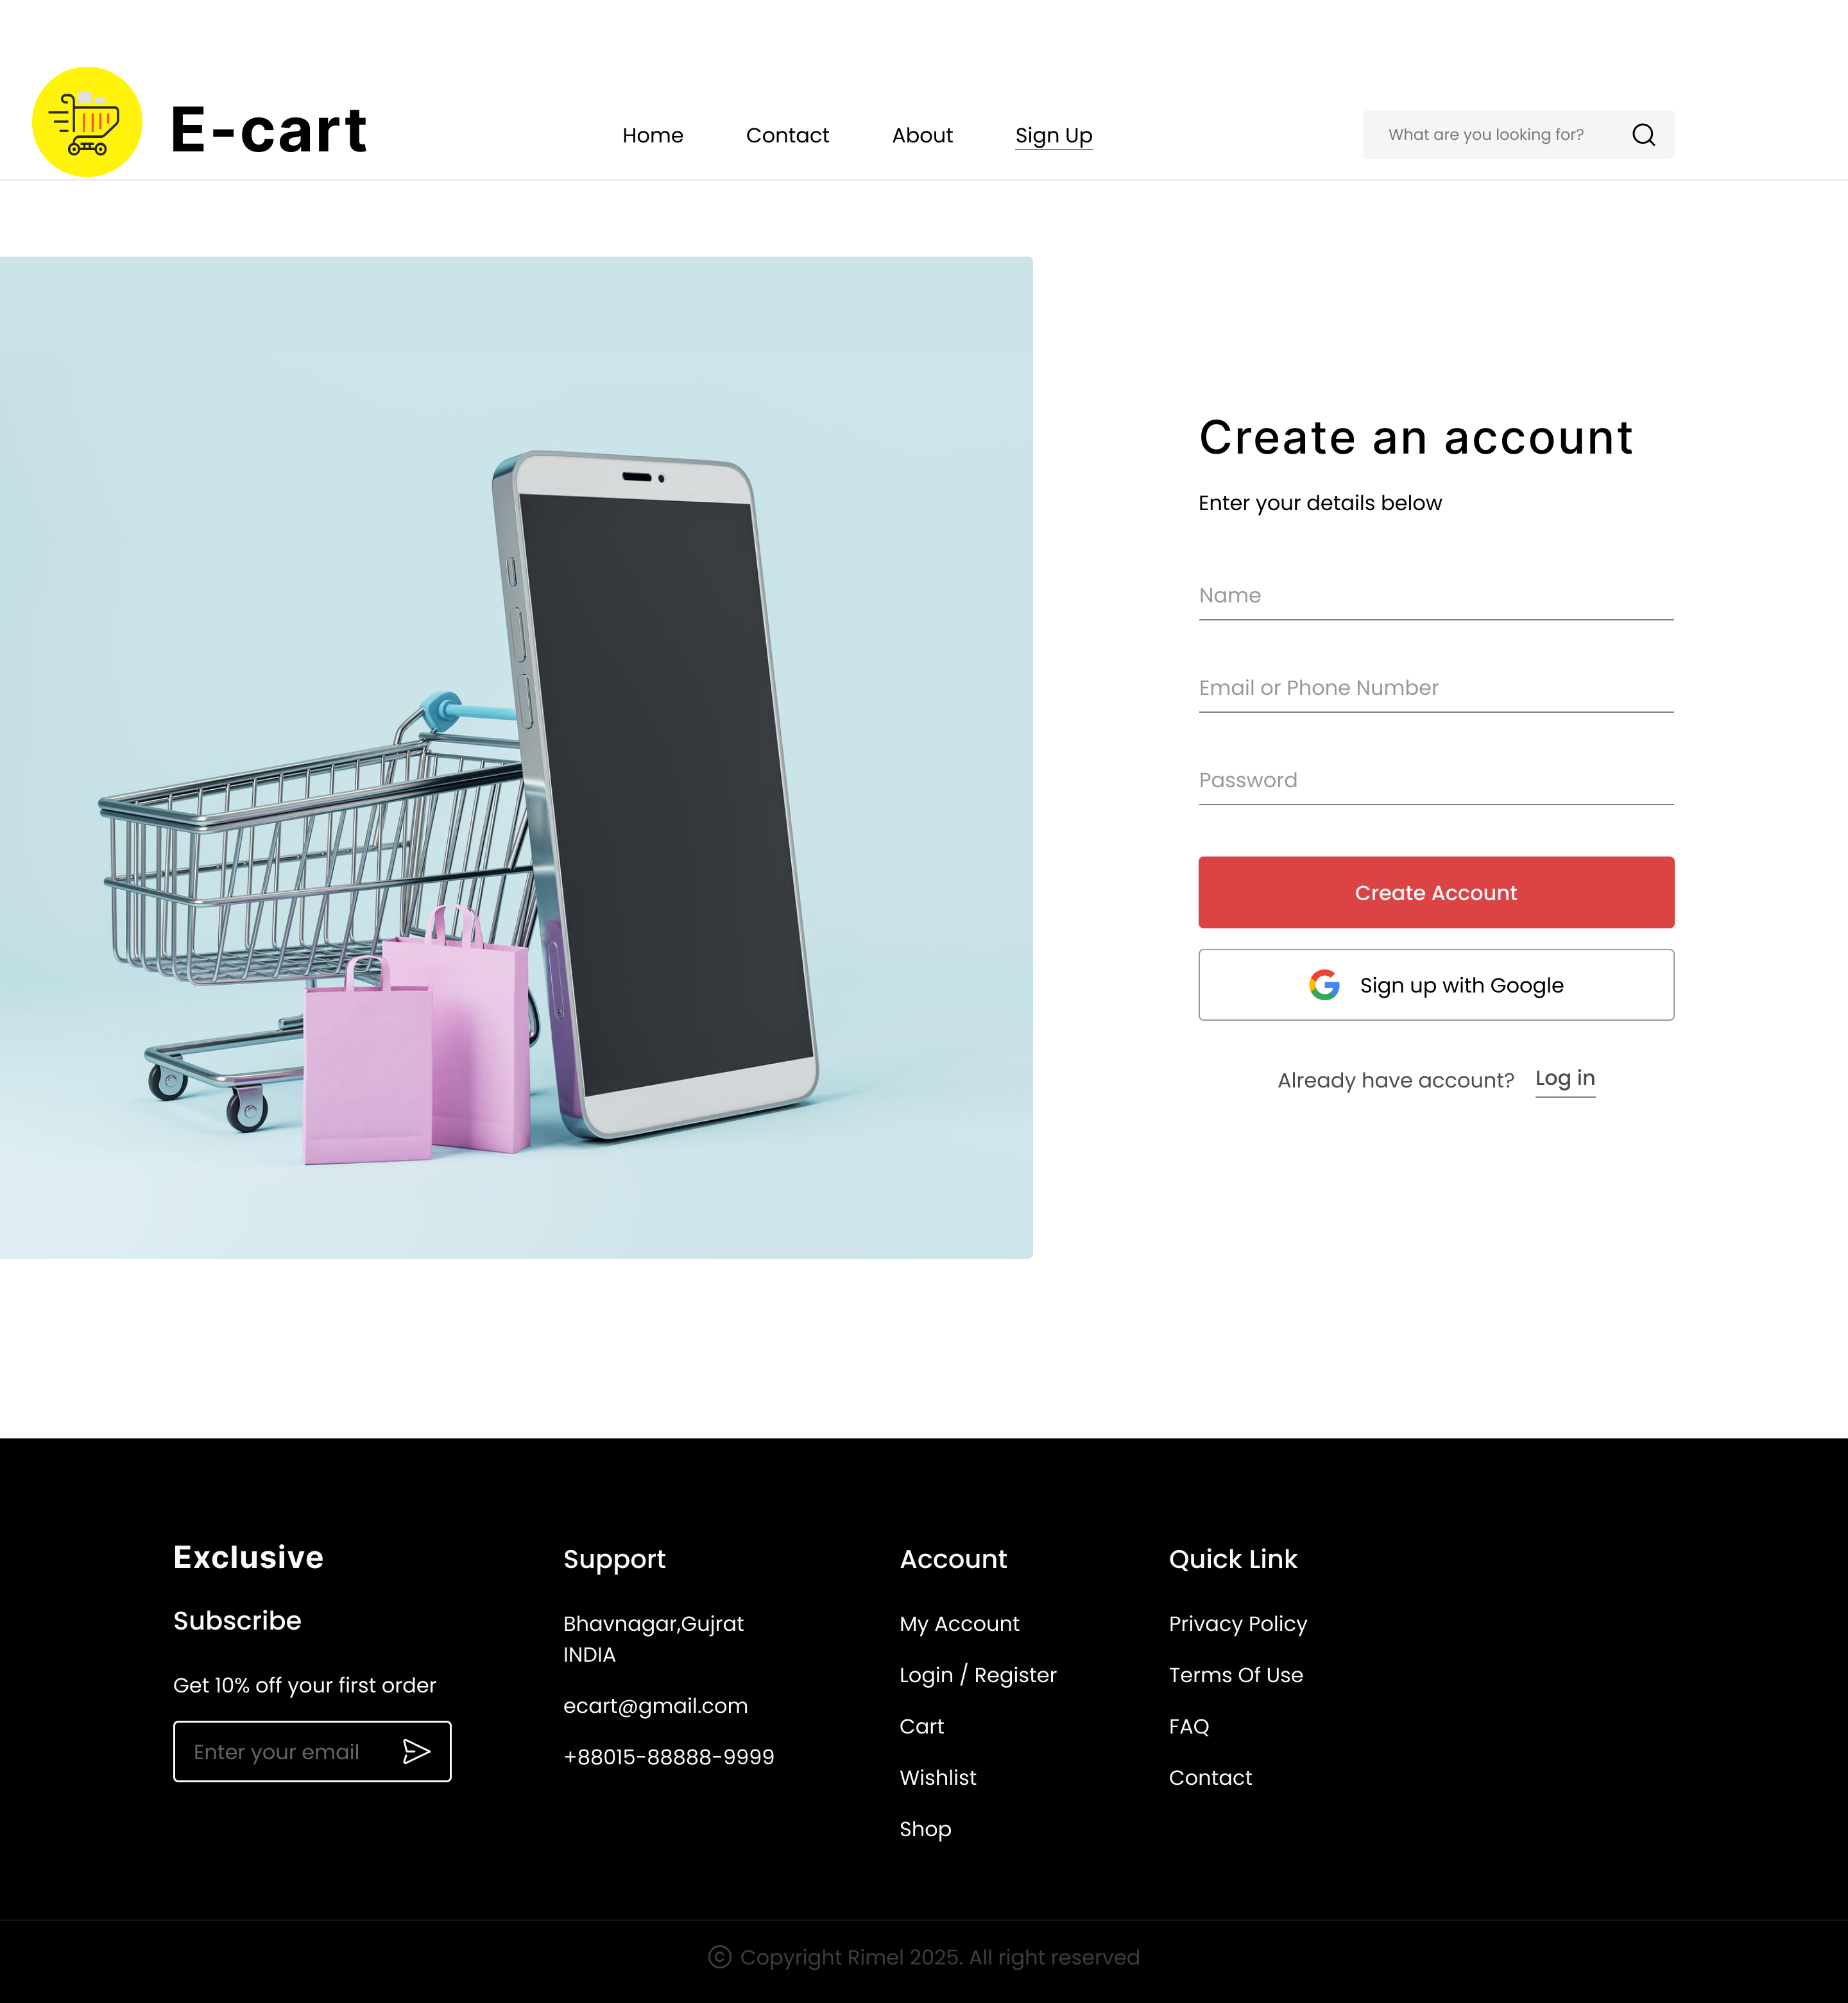 E-cart
Home
Contact
About
Sign Up
What are you looking for?
Create an account
Enter your details below
Name
Email or Phone Number
Password
Create Account
Sign up with Google
Already have account?
Log in
Exclusive
Subscribe
Get 10% off your first order
Enter your email
Support
Bhavnagar,Gujrat
INDIA
ecart@gmail.com
+88015-88888-9999
Account
My Account
Login / Register
Cart
Wishlist
Shop
Quick Link
Privacy Policy
Terms Of Use
FAQ
Contact
© Copyright Rimel 2025. All right reserved